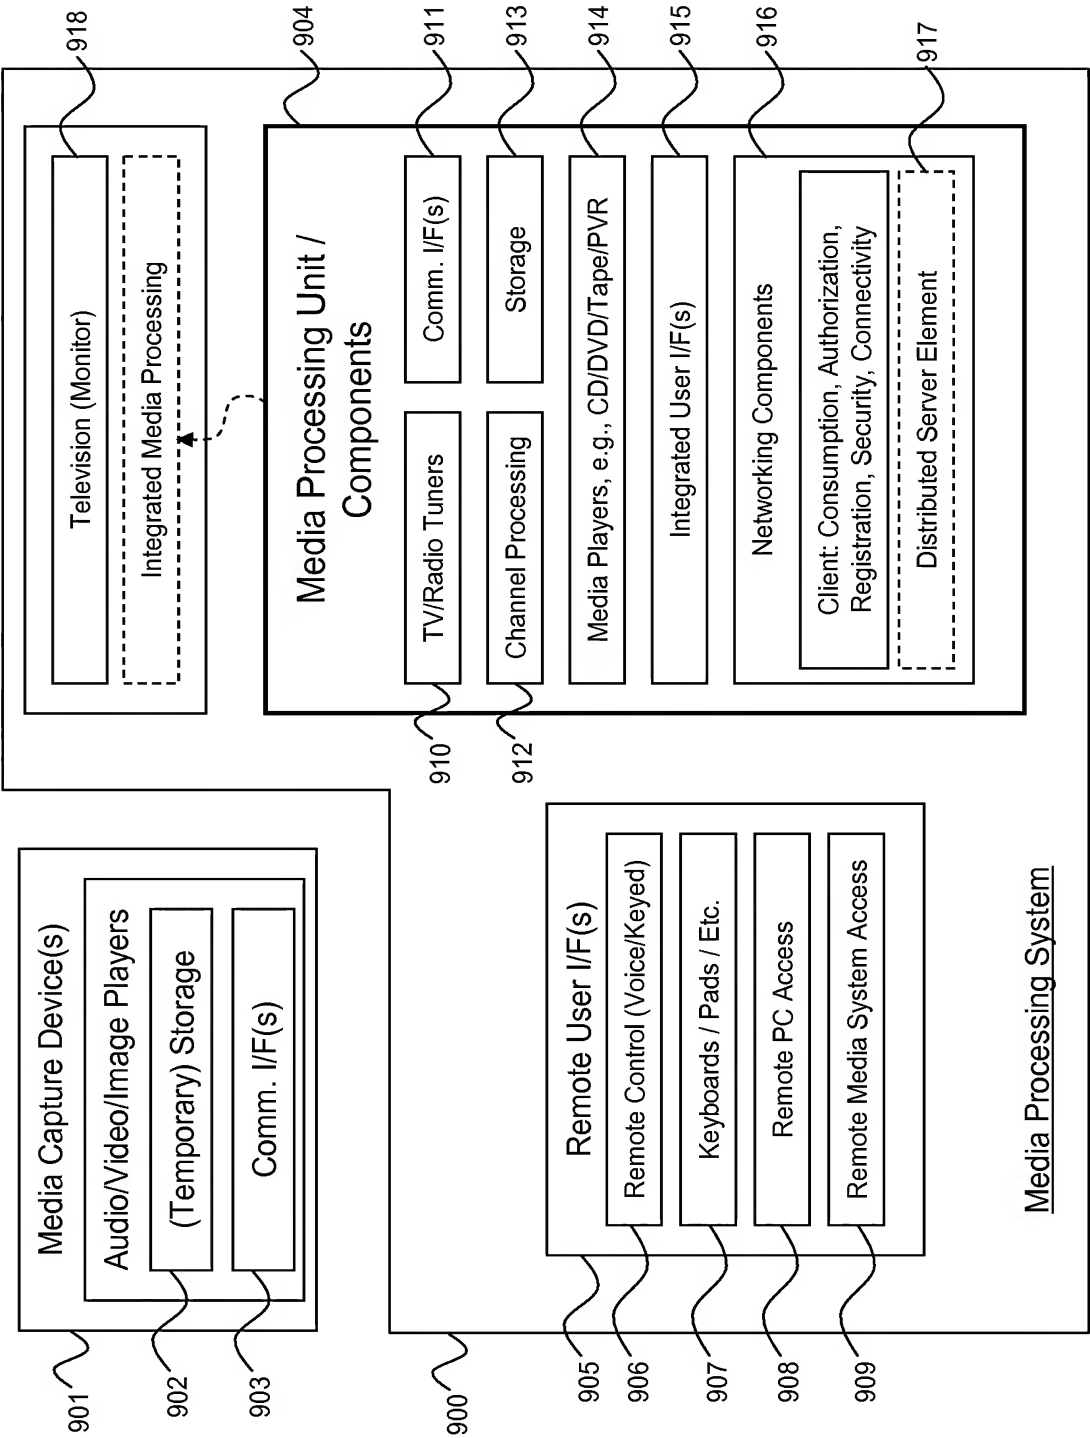 901
Media Capture Device(s)
Audio/Video/Image Players
902
(Temporary) Storage
903
Comm. I/F(s)
900
905
Remote User I/F(s)
906
Remote Control (Voice/Keyed)
907
Keyboards / Pads / Etc.
908
Remote PC Access
909
Remote Media System Access
Media Processing System
918
Television (Monitor)
Integrated Media Processing
904
Media Processing Unit /
Components
910
TV/Radio Tuners
Comm. I/F(s)
911
912
Channel Processing
Storage
913
Media Players, e.g., CD/DVD/Tape/PVR
914
Integrated User I/F(s)
915
Networking Components
916
Client: Consumption, Authorization,
Registration, Security, Connectivity
Distributed Server Element
917